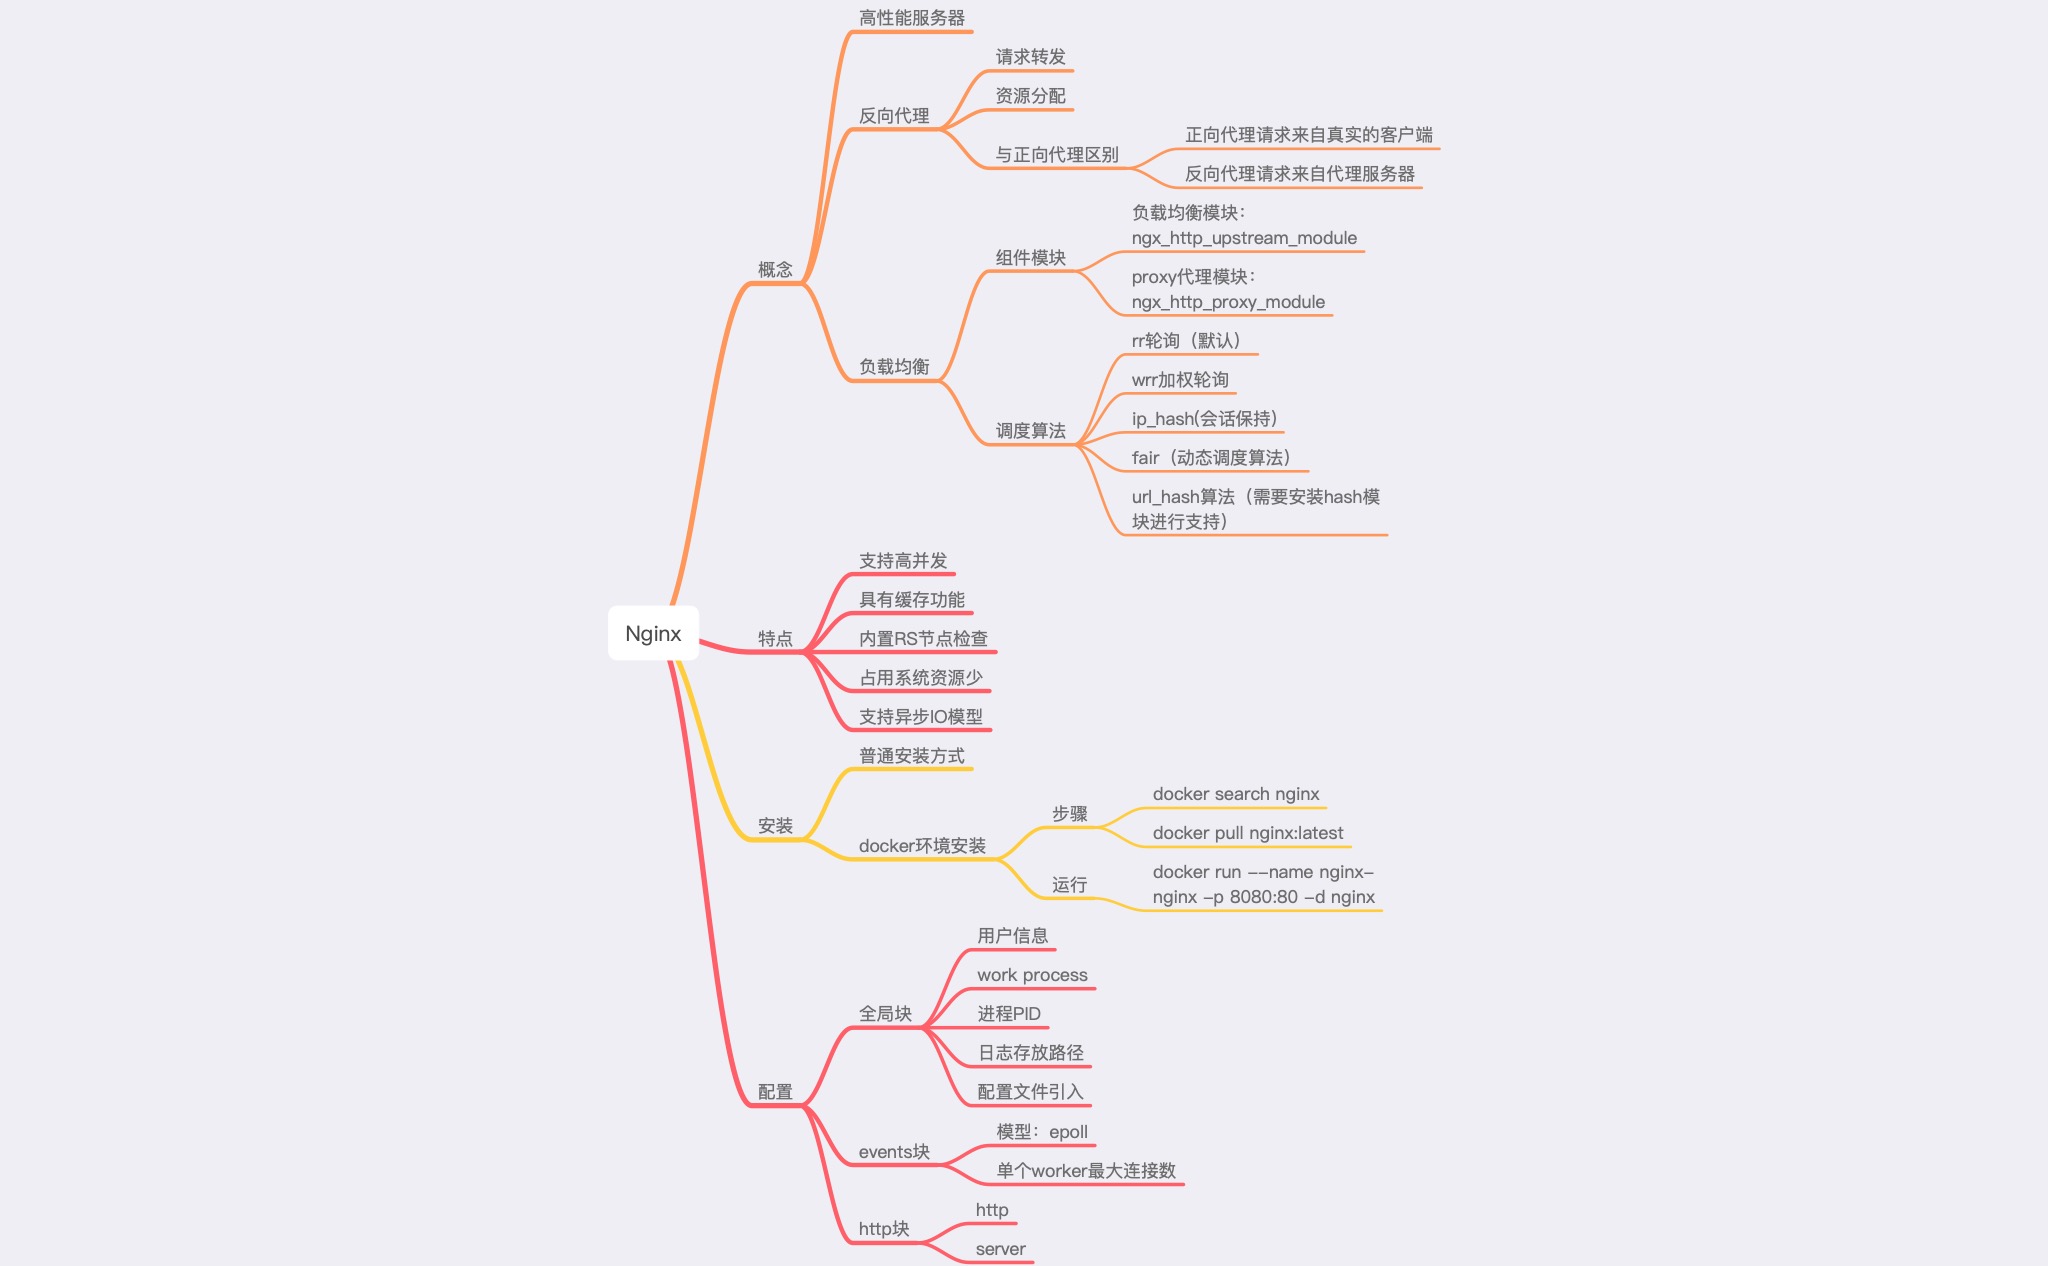 高性能服务器
请求转发
资源分配
反向代理
正向代理请求来自真实的客户端
与正向代理区别
反向代理请求来自代理服务器
负载均衡模块：
ngx_http_upstream_module
组件模块
概念
proxy代理模块：
ngx_http_proxy_module
rr轮询（默认）
负载均衡
wrr加权轮询
ip_hash(会话保持)
调度算法
fair（动态调度算法）
url_hash算法（需要安装hash模
块进行支持）
支持高并发
具有缓存功能
Nginx
特点
内置RS节点检查
占用系统资源少
支持异步IO模型
普通安装方式
docker search nginx
步骤
安装
docker pull nginx:latest
docker环境安装
docker run --name nginx-
运行
nginx -p 8080:80 -d nginx
用户信息
work process
全局块
进程PID
日志存放路径
配置
配置文件引入
模型：epoll
events块
单个worker最大连接数
http
http块
server